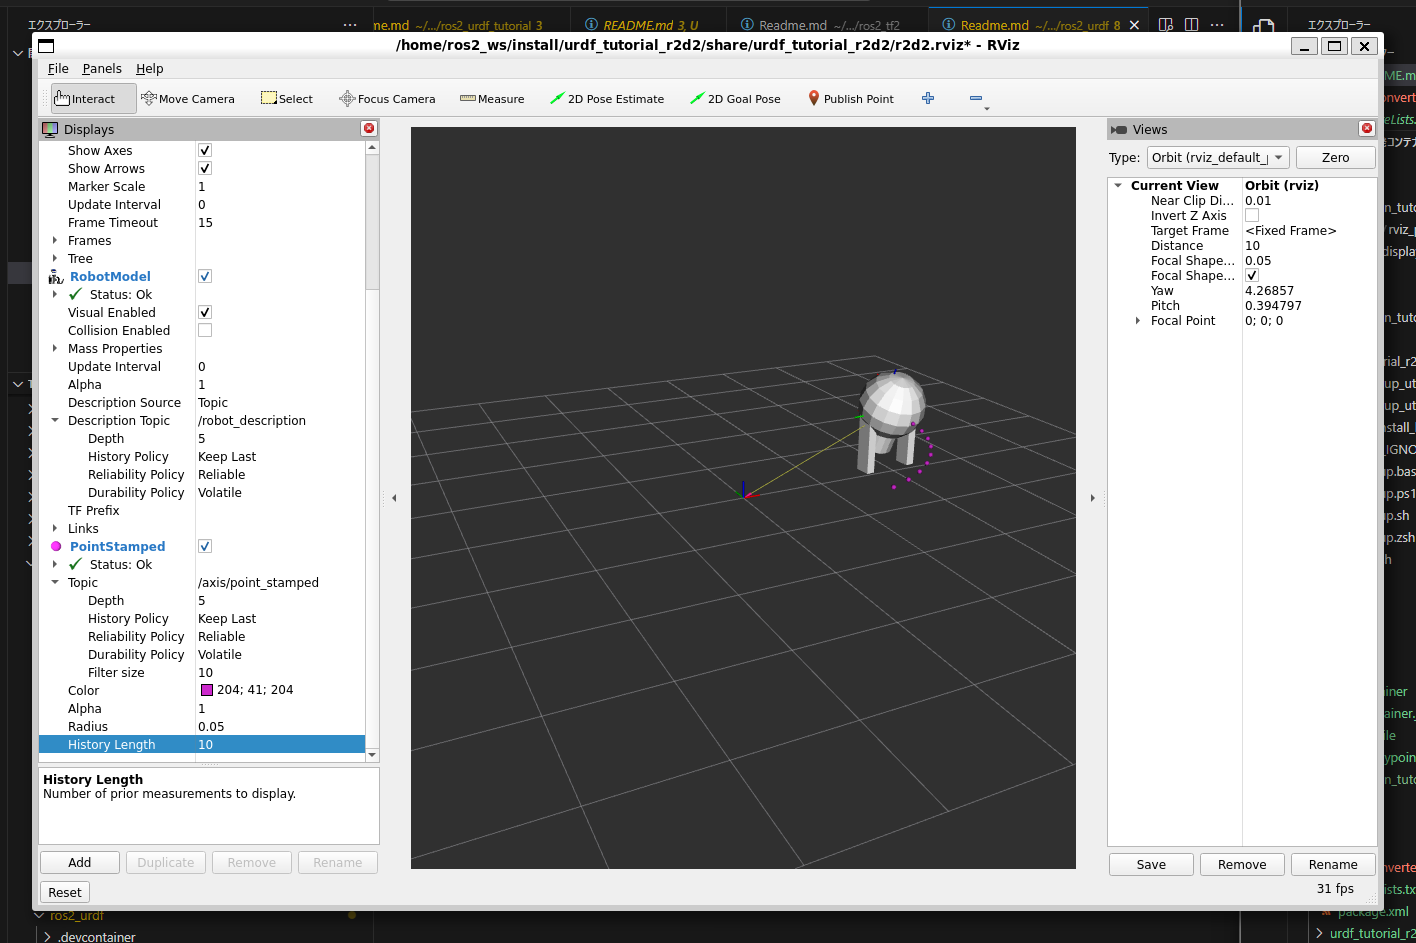 エクスプローラー
me.md ~/.../ros2_urdf_tutorial 3
README.md 3, U
Readme.md ~/.../ros2_tf2
Readme.md ~/.../ros2_urdf 8
エクスプローラー
/home/ros2_ws/install/urdf_tutorial_r2d2/share/urdf_tutorial_r2d2/r2d2.rviz* - RViz
File Panels Help
Interact Move Camera Select Focus Camera Measure 2D Pose Estimate 2D Goal Pose Publish Point
Displays
Show Axes
Show Arrows
Marker Scale 1
Update Interval 0
Frame Timeout 15
Frames
Tree
RobotModel
Status: Ok
Visual Enabled
Collision Enabled
Mass Properties
Update Interval 0
Alpha 1
Description Source Topic
Description Topic /robot_description
Depth 5
History Policy Keep Last
Reliability Policy Reliable
Durability Policy Volatile
TF Prefix
Links
PointStamped
Status: Ok
Topic /axis/point_stamped
Depth 5
History Policy Keep Last
Reliability Policy Reliable
Durability Policy Volatile
Filter size 10
Color 204; 41; 204
Alpha 1
Radius 0.05
History Length 10
History Length
Number of prior measurements to display.
Add Duplicate Remove Rename
Reset
Views
Type: Orbit (rviz_default_ Zero
Current View Orbit (rviz)
Near Clip Di... 0.01
Invert Z Axis
Target Frame <Fixed Frame>
Distance 10
Focal Shape... 0.05
Focal Shape...
Yaw 4.26857
Pitch 0.394797
Focal Point 0; 0; 0
Save Remove Rename
31 fps
ros2_urdf
.devcontainer
package.xml
urdf_tutorial_r2